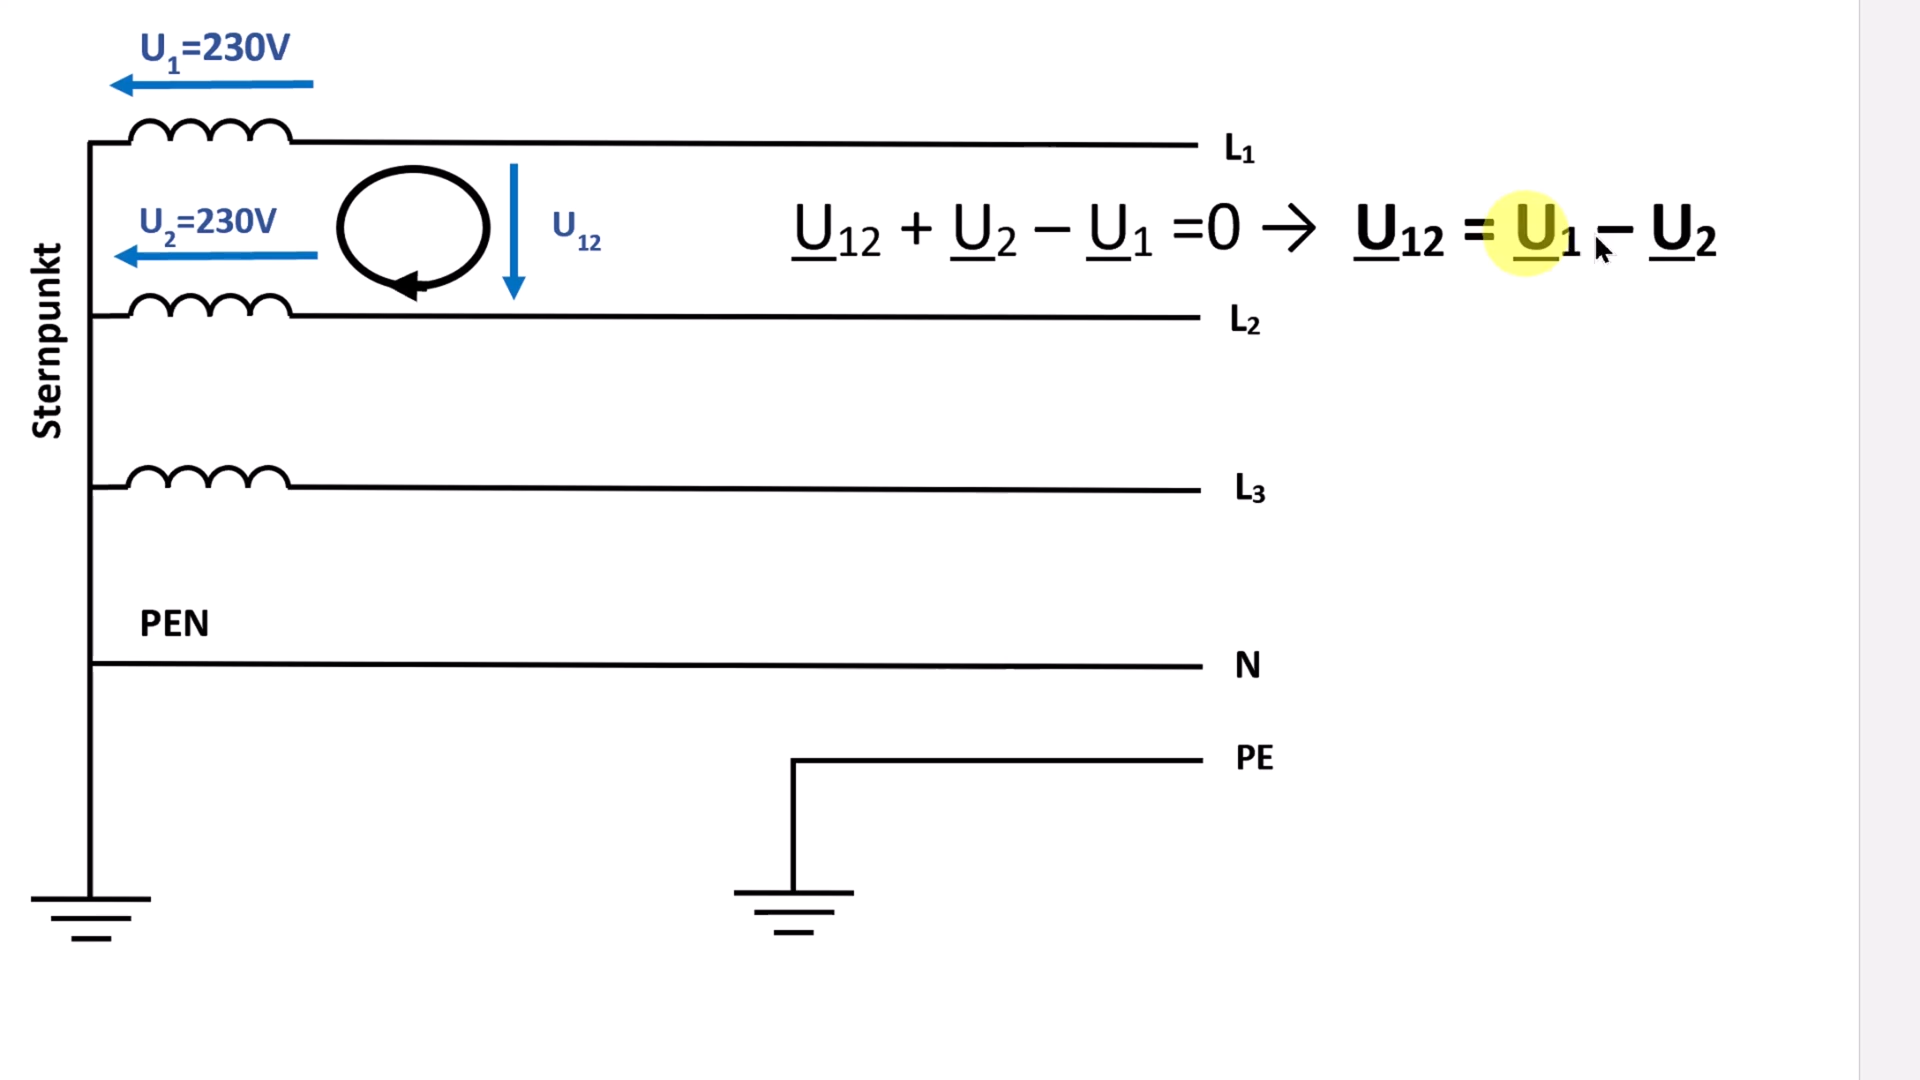 U₁=230V
L₁
U₂=230V
U₁₂
U₁₂ + U₂ − U₁ =0 → U₁₂ = U₁ − U₂
L₂
Sternpunkt
L₃
PEN
N
PE